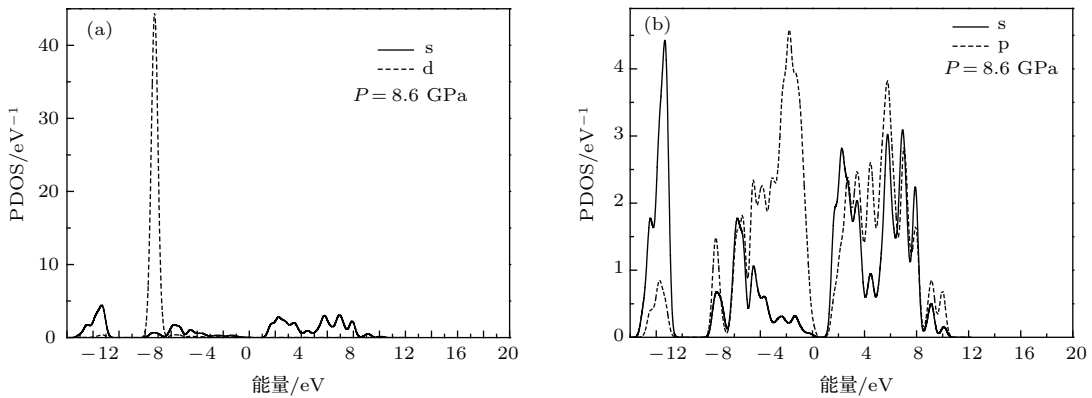 (a)
s
d
P = 8.6 GPa
PDOS/eV⁻¹
40
30
20
10
0
−12 −8 −4 0 4 8 12 16 20
能量/eV
(b)
s
p
P = 8.6 GPa
PDOS/eV⁻¹
4
3
2
1
0
−12 −8 −4 0 4 8 12 16 20
能量/eV